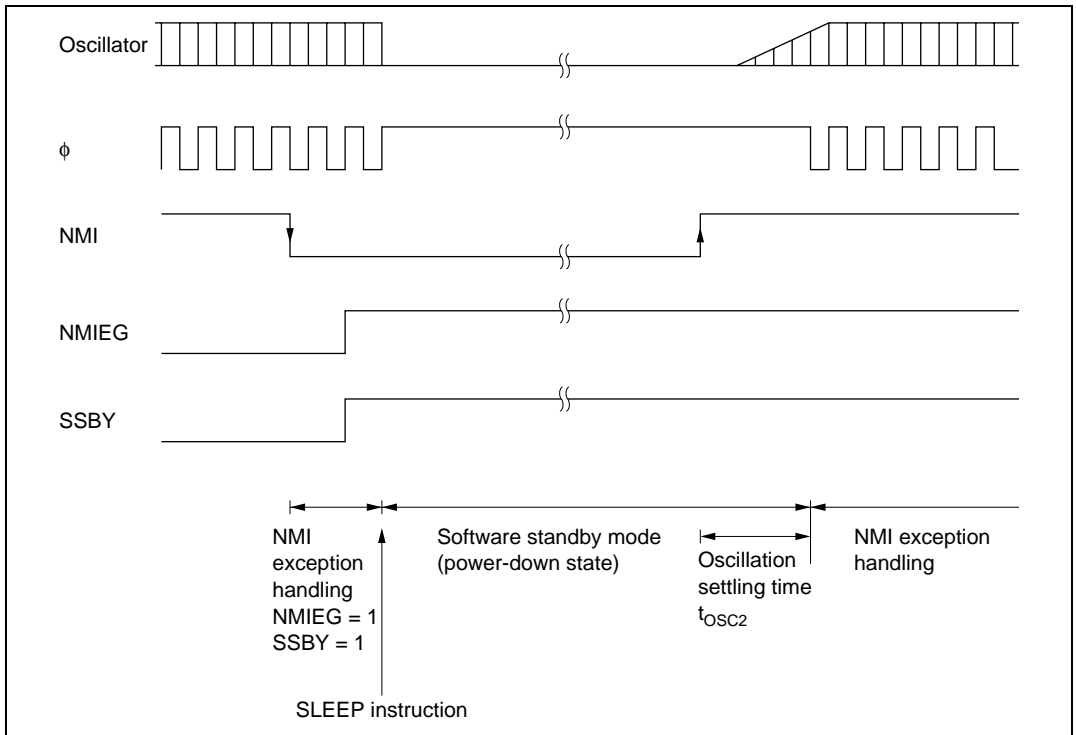 Oscillator
φ
NMI
NMIEG
SSBY
NMI
exception
handling
NMIEG = 1
SSBY = 1
Software standby mode
(power-down state)
Oscillation
settling time
tOSC2
NMI exception
handling
SLEEP instruction